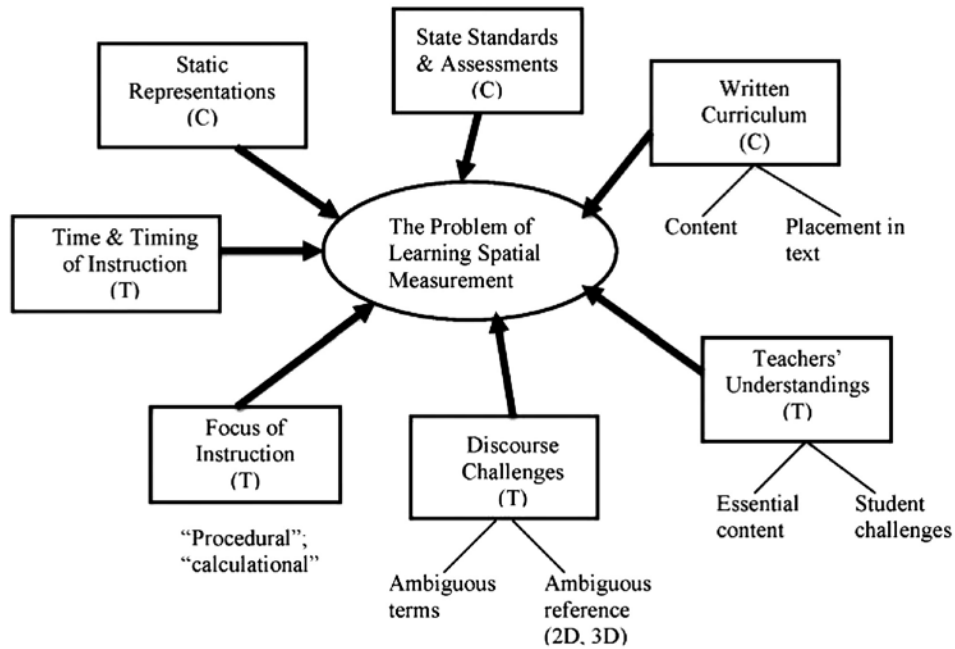 State Standards
& Assessments
(C)
Static
Representations
(C)
Written
Curriculum
(C)
Content
Placement in
text
The Problem of
Learning Spatial
Measurement
Time & Timing
of Instruction
(T)
Teachers'
Understandings
(T)
Essential
content
Student
challenges
Focus of
Instruction
(T)
"Procedural";
"calculational"
Discourse
Challenges
(T)
Ambiguous
terms
Ambiguous
reference
(2D, 3D)